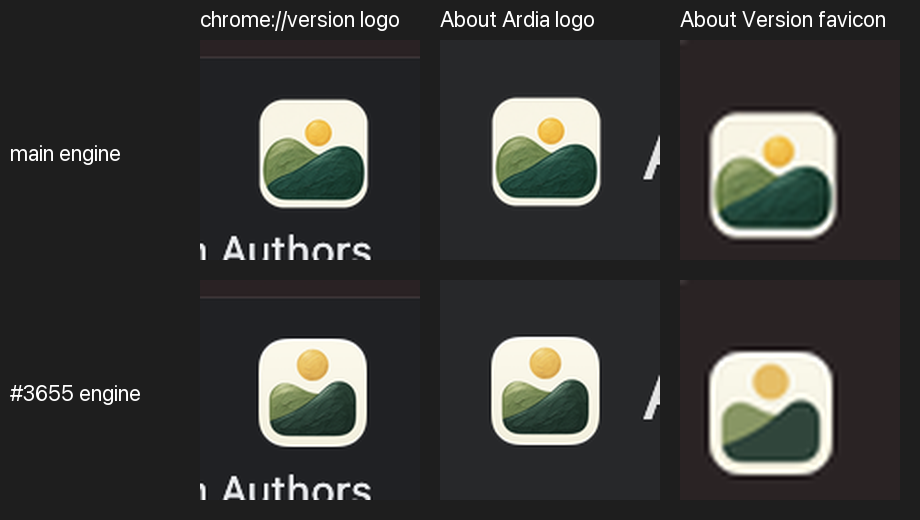 chrome://version logo
About Ardia logo
About Version favicon
main engine
Authors
#3655 engine
Authors